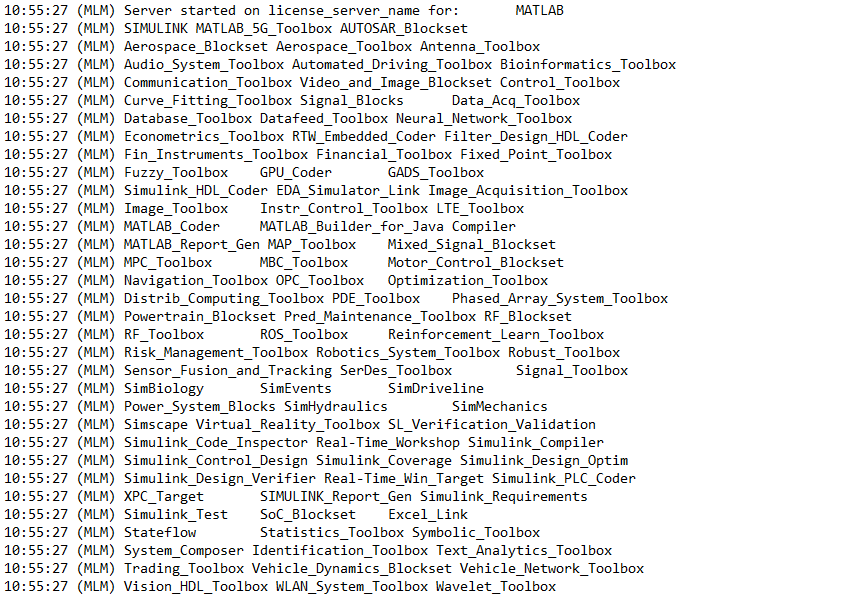 10:55:27 (MLM) Server started on license_server_name for: MATLAB
10:55:27 (MLM) SIMULINK MATLAB_5G_Toolbox AUTOSAR_Blockset
10:55:27 (MLM) Aerospace_Blockset Aerospace_Toolbox Antenna_Toolbox
10:55:27 (MLM) Audio_System_Toolbox Automated_Driving_Toolbox Bioinformatics_Toolbox
10:55:27 (MLM) Communication_Toolbox Video_and_Image_Blockset Control_Toolbox
10:55:27 (MLM) Curve_Fitting_Toolbox Signal_Blocks Data_Acq_Toolbox
10:55:27 (MLM) Database_Toolbox Datafeed_Toolbox Neural_Network_Toolbox
10:55:27 (MLM) Econometrics_Toolbox RTW_Embedded_Coder Filter_Design_HDL_Coder
10:55:27 (MLM) Fin_Instruments_Toolbox Financial_Toolbox Fixed_Point_Toolbox
10:55:27 (MLM) Fuzzy_Toolbox GPU_Coder GADS_Toolbox
10:55:27 (MLM) Simulink_HDL_Coder EDA_Simulator_Link Image_Acquisition_Toolbox
10:55:27 (MLM) Image_Toolbox Instr_Control_Toolbox LTE_Toolbox
10:55:27 (MLM) MATLAB_Coder MATLAB_Builder_for_Java Compiler
10:55:27 (MLM) MATLAB_Report_Gen MAP_Toolbox Mixed_Signal_Blockset
10:55:27 (MLM) MPC_Toolbox MBC_Toolbox Motor_Control_Blockset
10:55:27 (MLM) Navigation_Toolbox OPC_Toolbox Optimization_Toolbox
10:55:27 (MLM) Distrib_Computing_Toolbox PDE_Toolbox Phased_Array_System_Toolbox
10:55:27 (MLM) Powertrain_Blockset Pred_Maintenance_Toolbox RF_Blockset
10:55:27 (MLM) RF_Toolbox ROS_Toolbox Reinforcement_Learn_Toolbox
10:55:27 (MLM) Risk_Management_Toolbox Robotics_System_Toolbox Robust_Toolbox
10:55:27 (MLM) Sensor_Fusion_and_Tracking SerDes_Toolbox Signal_Toolbox
10:55:27 (MLM) SimBiology SimEvents SimDriveline
10:55:27 (MLM) Power_System_Blocks SimHydraulics SimMechanics
10:55:27 (MLM) Simscape Virtual_Reality_Toolbox SL_Verification_Validation
10:55:27 (MLM) Simulink_Code_Inspector Real-Time_Workshop Simulink_Compiler
10:55:27 (MLM) Simulink_Control_Design Simulink_Coverage Simulink_Design_Optim
10:55:27 (MLM) Simulink_Design_Verifier Real-Time_Win_Target Simulink_PLC_Coder
10:55:27 (MLM) XPC_Target SIMULINK_Report_Gen Simulink_Requirements
10:55:27 (MLM) Simulink_Test SoC_Blockset Excel_Link
10:55:27 (MLM) Stateflow Statistics_Toolbox Symbolic_Toolbox
10:55:27 (MLM) System_Composer Identification_Toolbox Text_Analytics_Toolbox
10:55:27 (MLM) Trading_Toolbox Vehicle_Dynamics_Blockset Vehicle_Network_Toolbox
10:55:27 (MLM) Vision_HDL_Toolbox WLAN_System_Toolbox Wavelet_Toolbox